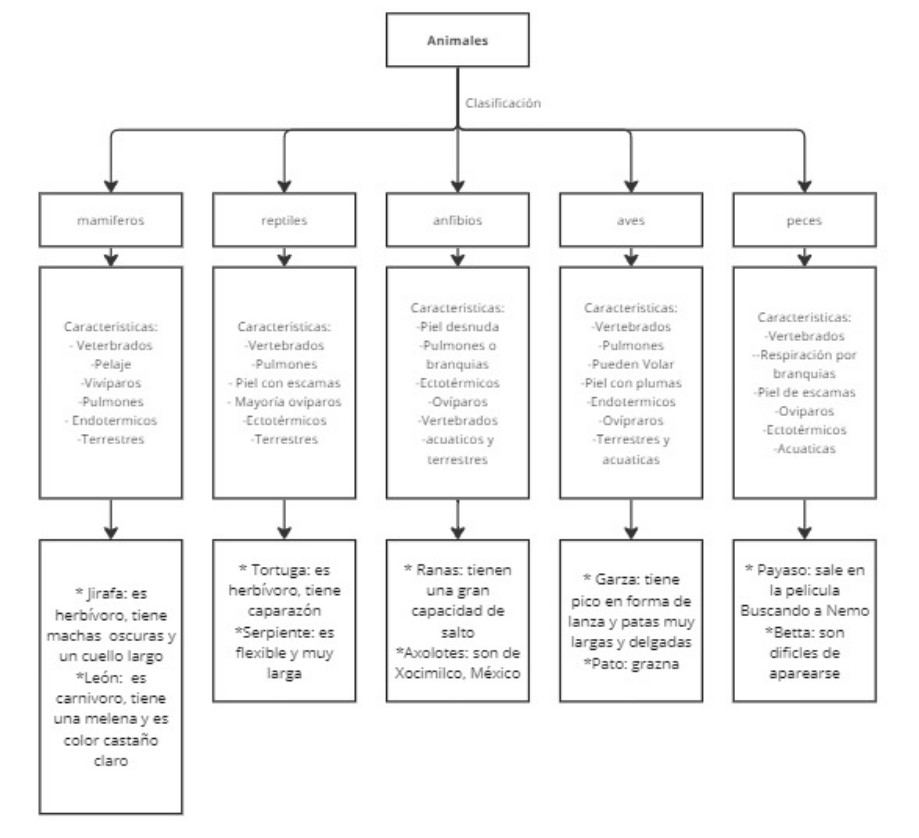 Animales
Clasificación
mamiferos
reptiles
anfibios
aves
peces
Características:
- Veterbrados
-Pelaje
-Vivíparos
-Pulmones
- Endotermicos
-Terrestres
Características:
-Vertebrados
-Pulmones
- Piel con escamas
- Mayoría ovíparos
-Ectotérmicos
-Terrestres
Características:
-Piel desnuda
-Pulmones o
branquias
-Ectotérmicos
-Ovíparos
-Vertebrados
-acuaticos y
terrestres
Características:
-Vertebrados
-Pulmones
-Pueden Volar
-Piel con plumas
-Endotermicos
-Ovípraros
-Terrestres y
acuaticas
Características:
-Vertebrados
--Respiración por
branquias
-Piel de escamas
-Oviparos
-Ectotérmicos
-Acuaticas
* Jirafa: es
herbívoro, tiene
machas oscuras y
un cuello largo
*León: es
carnivoro, tiene
una melena y es
color castaño
claro
* Tortuga: es
herbívoro, tiene
caparazón
*Serpiente: es
flexible y muy
larga
* Ranas: tienen
una gran
capacidad de
salto
*Axolotes: son de
Xocimilco, México
* Garza: tiene
pico en forma de
lanza y patas muy
largas y delgadas
*Pato: grazna
* Payaso: sale en
la pelicula
Buscando a Nemo
*Betta: son
dificles de
aparearse